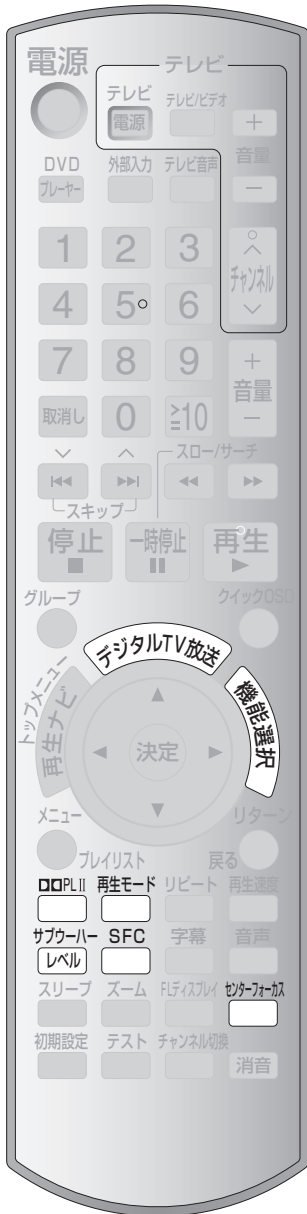 電源
テレビ
テレビ
テレビ/ビデオ
電源
+
音量
−
DVD
外部入力
テレビ音声
プレーヤー
1
2
3
チャンネル
4
5
6
7
8
9
+
音量
−
取消し
0
≧10
スロー/サーチ
スキップ
停止
一時停止
再生
グループ
クイックOSD
デジタルTV放送
トップメニュー
再生ナビ
機能選択
決定
メニュー
リターン
プレイリスト
戻る
PLII
再生モード
リピート
再生速度
サブウーハー
SFC
字幕
音声
レベル
スリープ
ズーム
FLディスプレイ
センターフォーカス
初期設定
テスト
チャンネル切換
消音